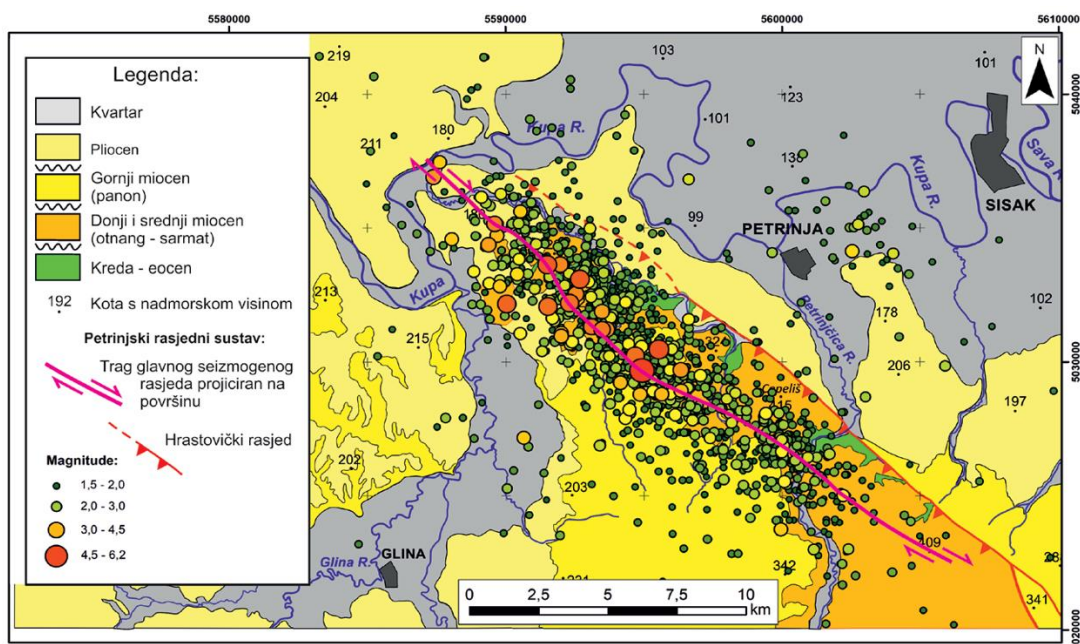 5580000
5590000
5600000
5610000
Legenda:
Kvartar
Pliocen
Gornji miocen
(panon)
Donji i srednji miocen
(otnang - sarmat)
Kreda - eocen
192 Kota s nadmorskom visinom
Petrinjski rasjedni sustav:
Trag glavnog seizmogenog
rasjeda projiciran na
površinu
Hrastovički rasjed
Magnitude:
1,5 - 2,0
2,0 - 3,0
3,0 - 4,5
4,5 - 6,2
N
219
103
101
204
123
5040000
101
180
Kupa R.
211
Kupa R.
Sava R.
SISAK
99
PETRINJA
Kupa
213
102
Petrinjčica R.
178
215
5030000
206
197
202
203
409
GLINA
Glina R.
342
341
0 2,5 5 7,5 10
km